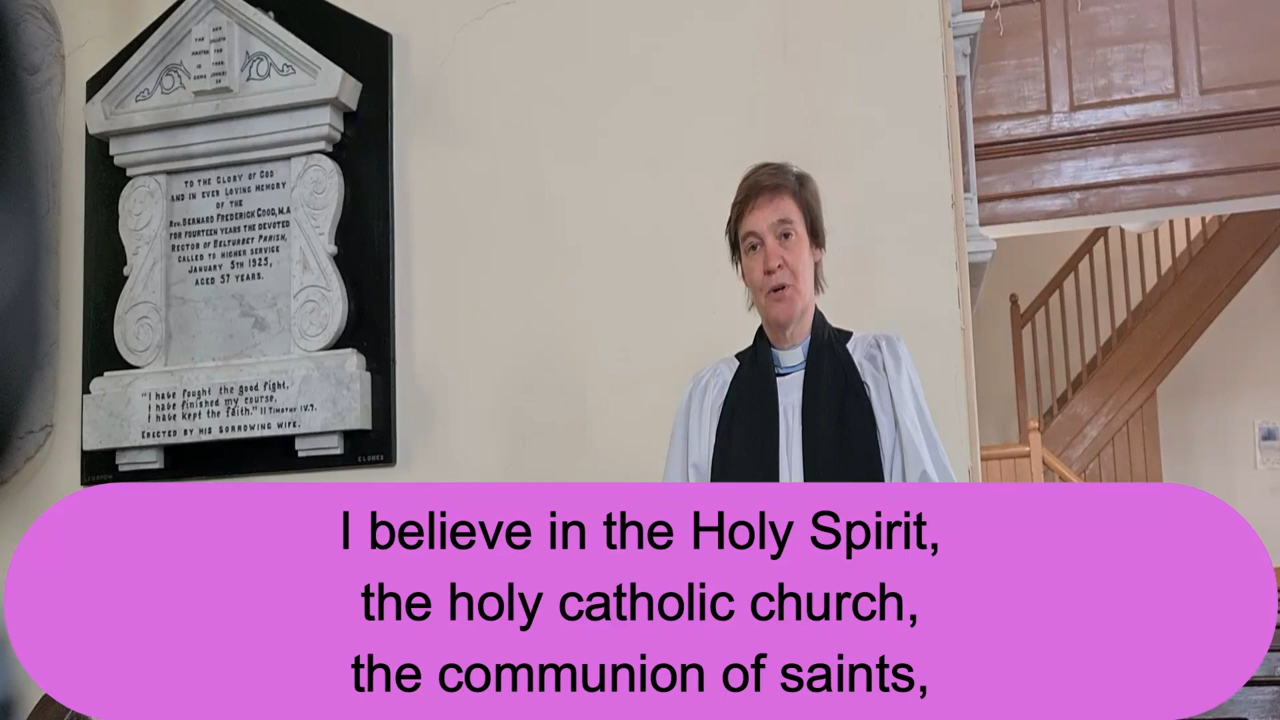 TO THE GLORY OF GOD
AND IN EVER LOVING MEMORY
OF THE
REV. BERNARD FREDERICK GOOD, M.A
FOR FOURTEEN YEARS THE DEVOTED
RECTOR OF BELTURBET PARISH,
CALLED TO HIGHER SERVICE
JANUARY 5TH 1925,
AGED 57 YEARS.
"I have fought the good fight,
I have finished my course,
I have kept the faith." II TIMOTHY IV.7.
ERECTED BY HIS SORROWING WIFE.
I believe in the Holy Spirit,
the holy catholic church,
the communion of saints,